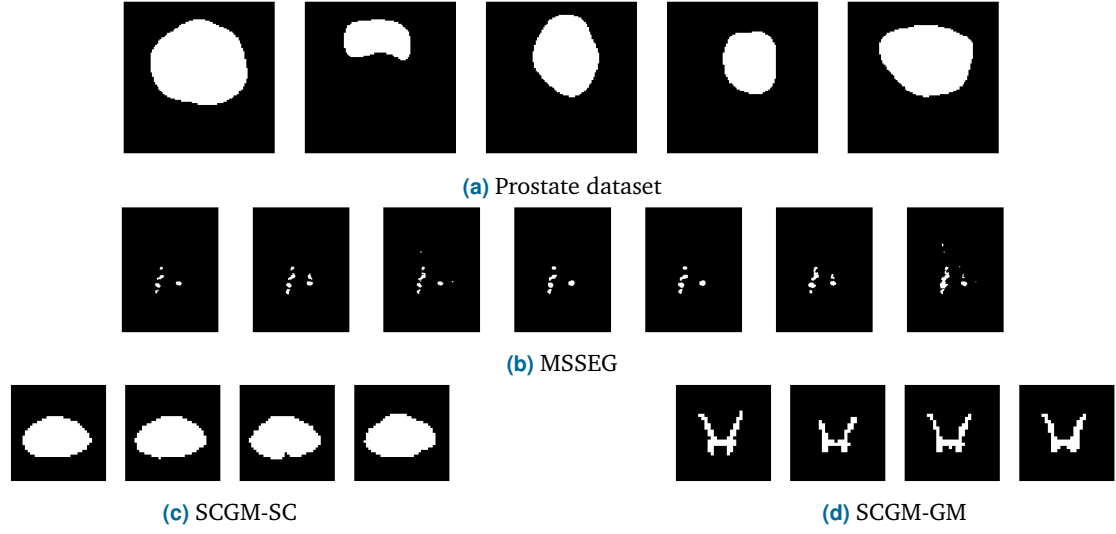 (a) Prostate dataset
(b) MSSEG
(c) SCGM-SC
(d) SCGM-GM